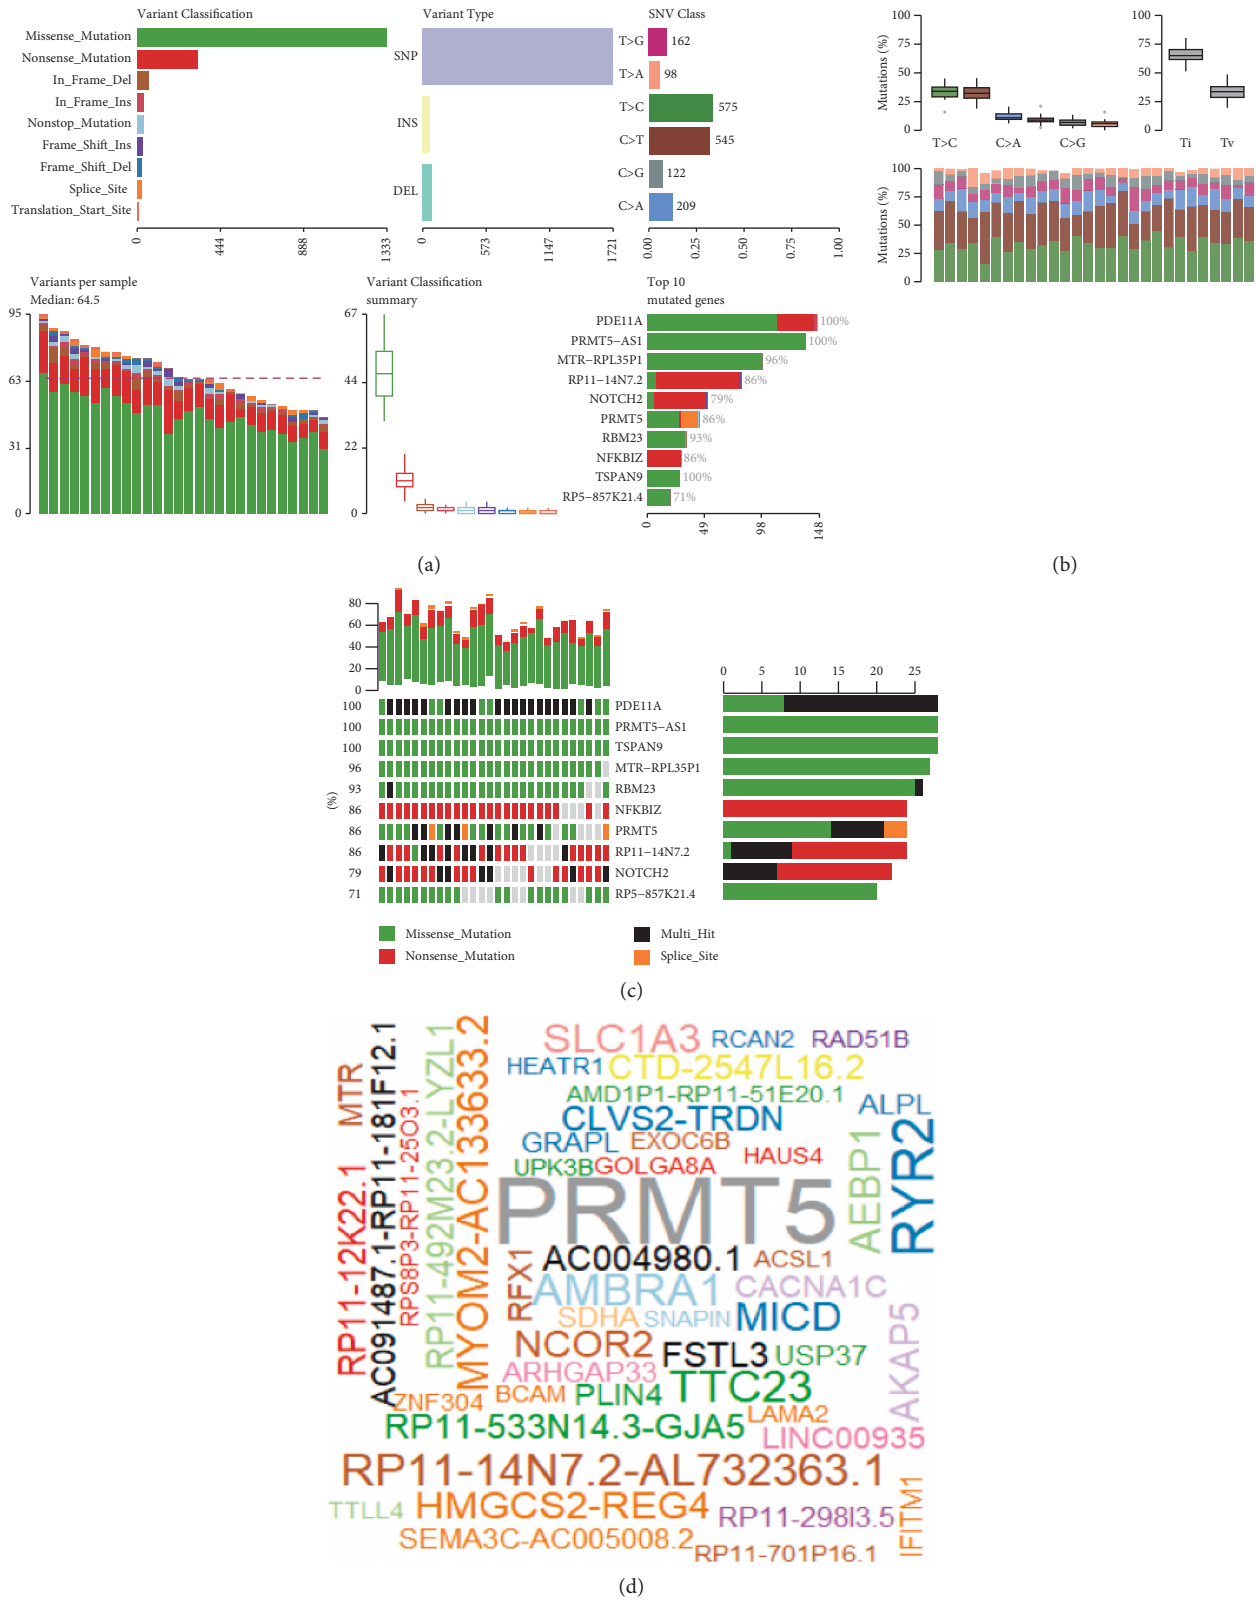 Variant Classification
Missense_Mutation
Nonsense_Mutation
In_Frame_Del
In_Frame_Ins
Nonstop_Mutation
Frame_Shift_Ins
Frame_Shift_Del
Splice_Site
Translation_Start_Site
0
444
888
1333
Variant Type
SNP
INS
DEL
0
573
1147
1721
SNV Class
T>G
162
T>A
98
T>C
575
C>T
545
C>G
122
C>A
209
0.00
0.25
0.50
0.75
1.00
Variants per sample
Median: 64.5
95
63
31
0
Variant Classification
summary
67
44
22
0
Top 10
mutated genes
PDE11A
100%
PRMT5−AS1
100%
MTR−RPL35P1
96%
RP11−14N7.2
86%
NOTCH2
79%
PRMT5
86%
RBM23
93%
NFKBIZ
86%
TSPAN9
100%
RP5−857K21.4
71%
0
49
98
148
(a)
Mutations (%)
100
75
50
25
0
T>C
C>A
C>G
100
75
50
25
0
Ti
Tv
Mutations (%)
100
75
50
25
0
(b)
80
60
40
20
0
(%)
100
PDE11A
100
PRMT5−AS1
100
TSPAN9
96
MTR−RPL35P1
93
RBM23
86
NFKBIZ
86
PRMT5
86
RP11−14N7.2
79
NOTCH2
71
RP5−857K21.4
0
5
10
15
20
25
Missense_Mutation
Nonsense_Mutation
Multi_Hit
Splice_Site
(c)
MTR
RP11-12K22.1
AC091487.1-RP11-181F12.1
RPS8P3-RP11-25O3.1
RP11-492M23.2-LYZL1
MYOM2-AC133633.2
SLC1A3
RCAN2
RAD51B
HEATR1
CTD-2547L16.2
AMD1P1-RP11-51E20.1
CLVS2-TRDN
ALPL
GRAPL
EXOC6B
HAUS4
UPK3B
GOLGA8A
AEBP1
RYR2
PRMT5
AC004980.1
ACSL1
RFX1
AMBRA1
CACNA1C
SDHA
SNAPIN
MICD
NCOR2
FSTL3
USP37
AKAP5
ARHGAP33
TTC23
ZNF304
BCAM
PLIN4
LAMA2
RP11-533N14.3-GJA5
LINC00935
RP11-14N7.2-AL732363.1
TTLL4
HMGCS2-REG4
RP11-298I3.5
IFITM1
SEMA3C-AC005008.2
RP11-701P16.1
(d)